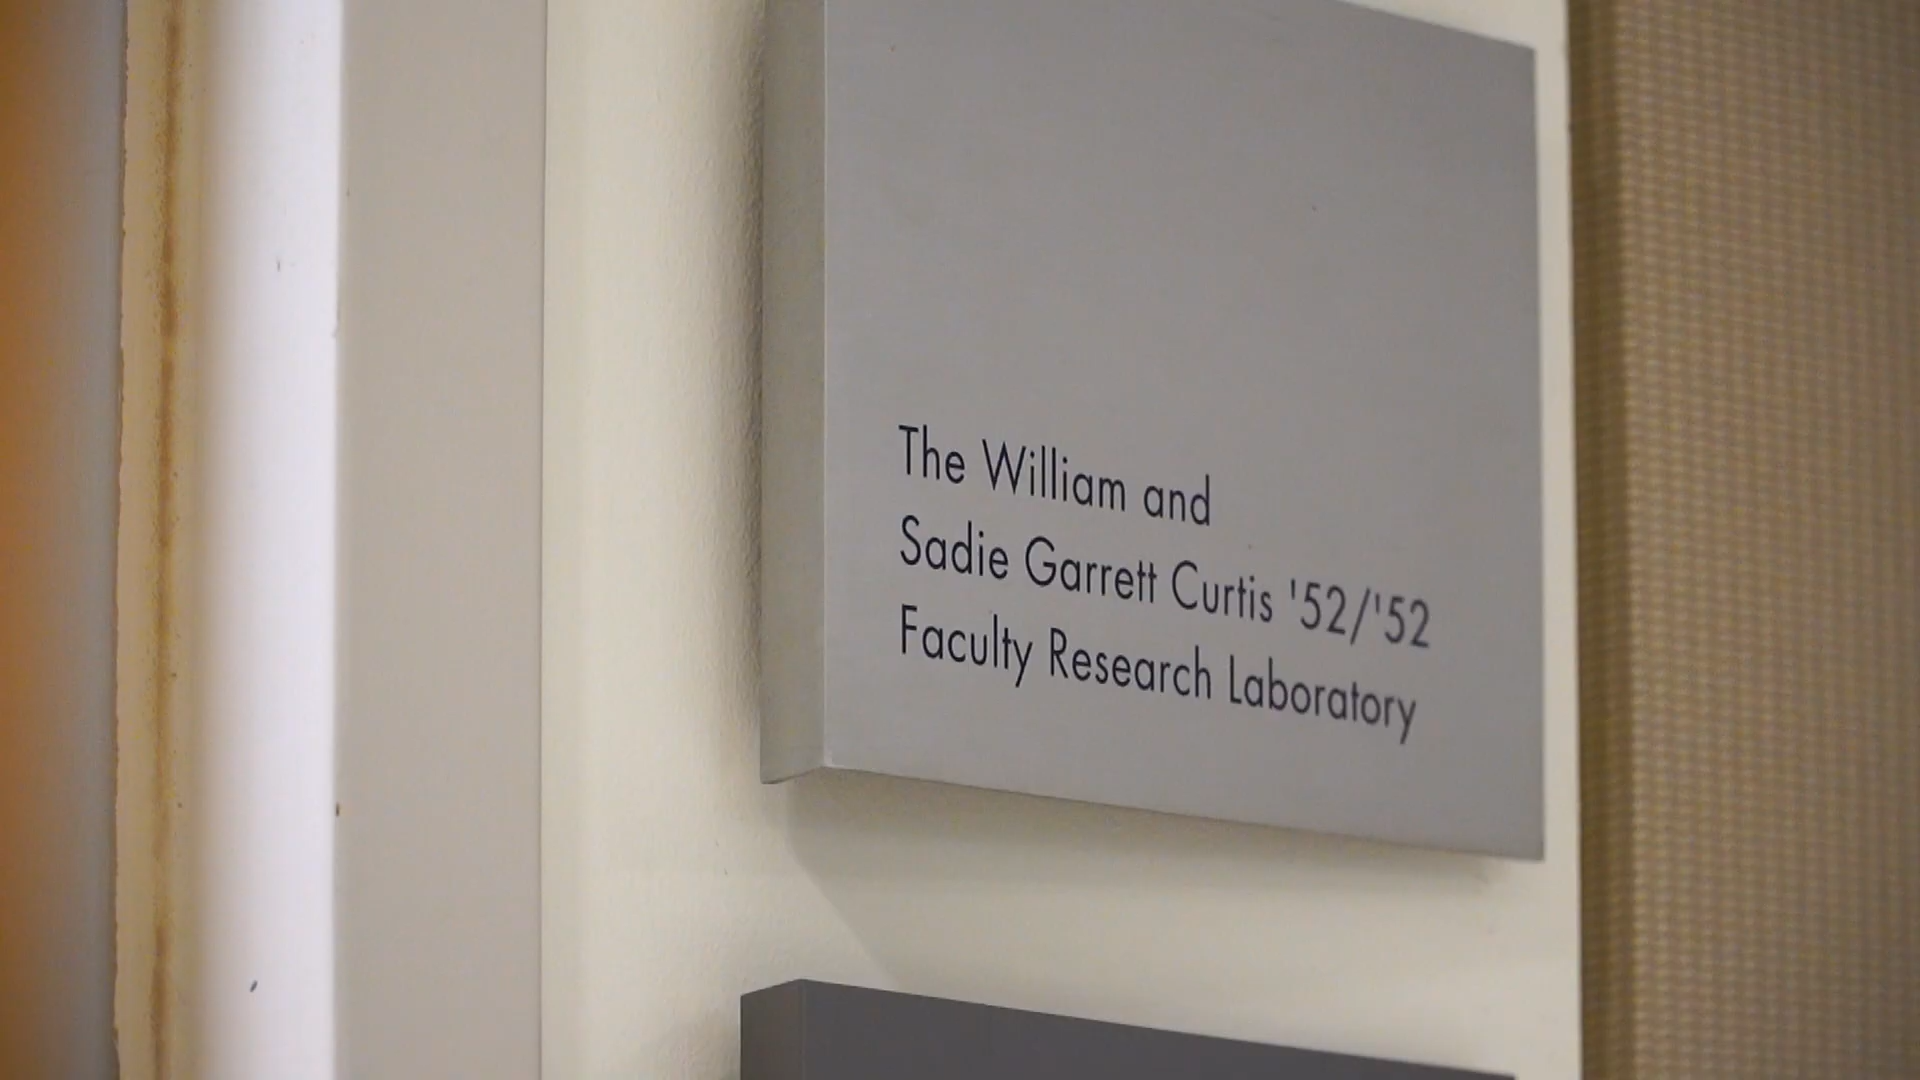 The William and
Sadie Garrett Curtis '52/'52
Faculty Research Laboratory